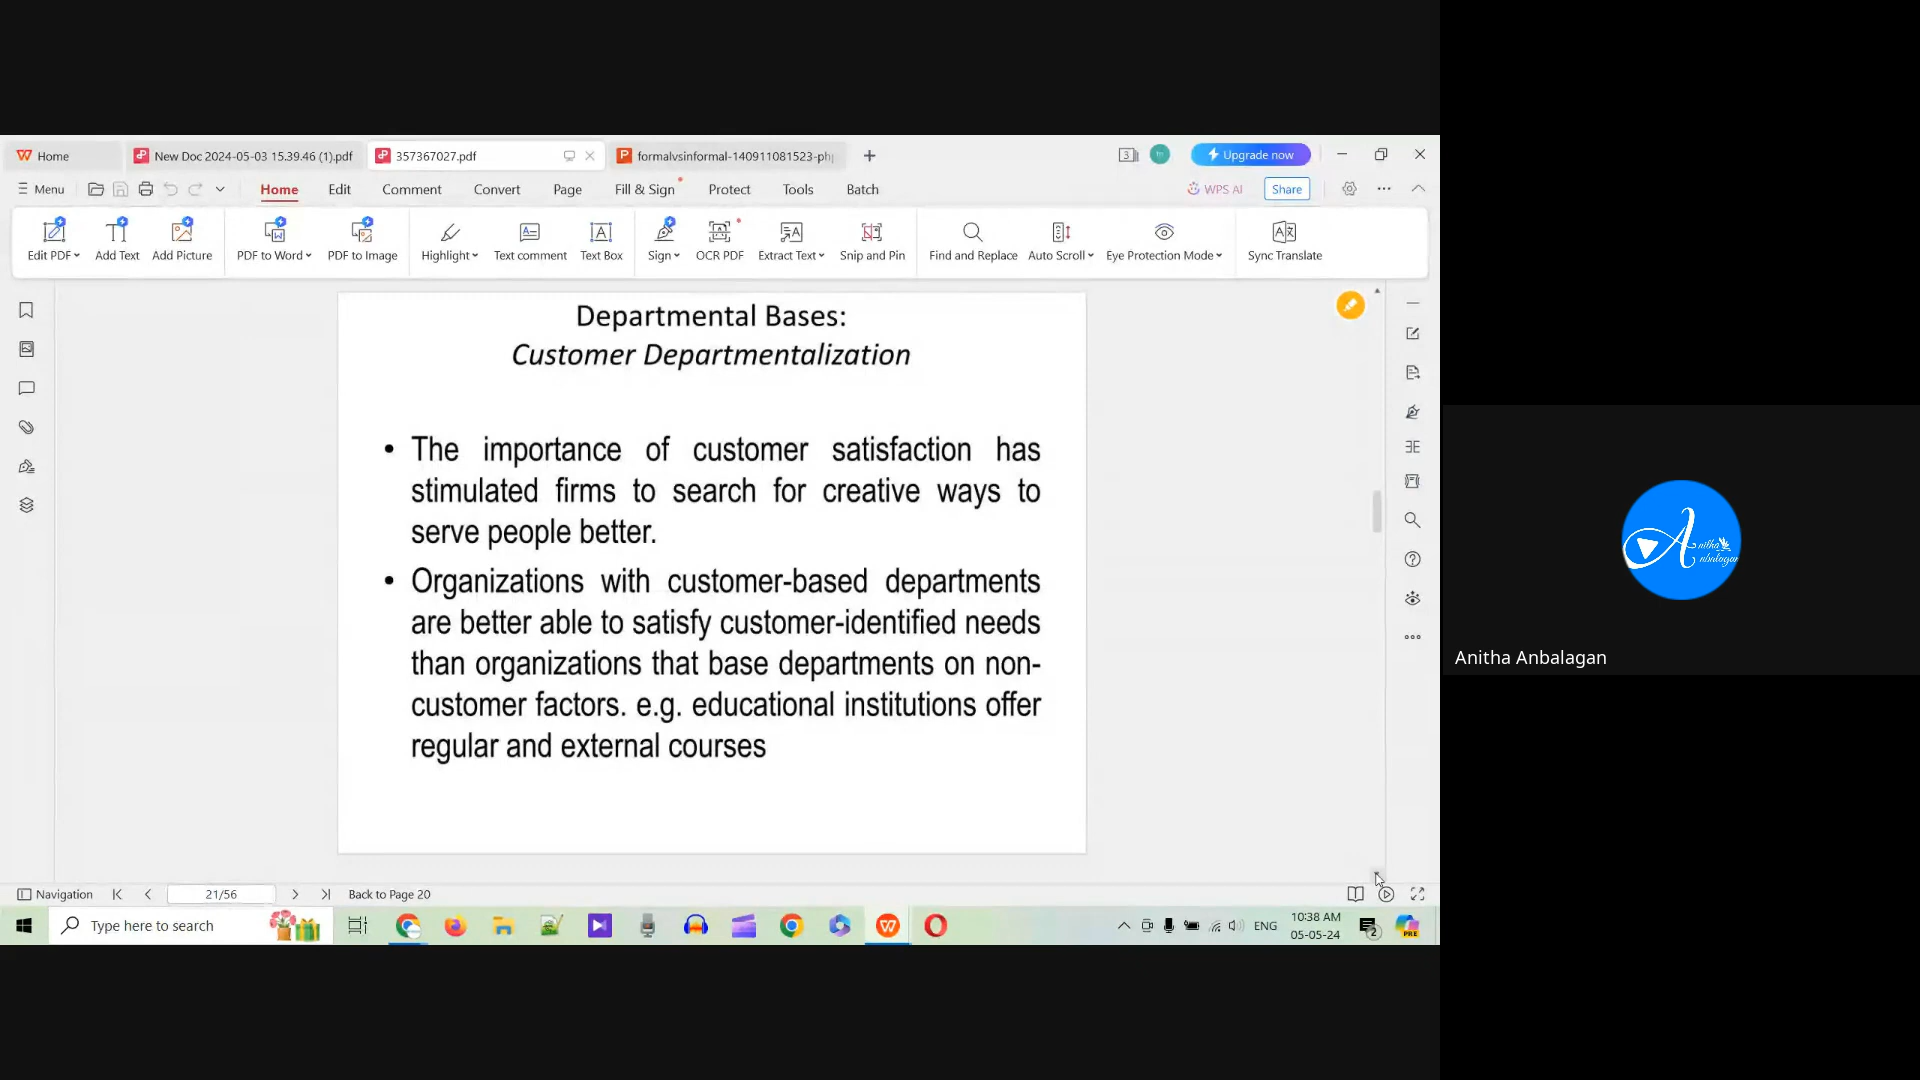 Home
New Doc 2024-05-03 15.39.46 (1).pdf
357367027.pdf
formalvsinformal-140911081523-ph
3
Upgrade now
Menu
Home
Edit
Comment
Convert
Page
Fill & Sign
Protect
Tools
Batch
WPS AI
Share
Edit PDF
Add Text
Add Picture
PDF to Word
PDF to Image
Highlight
Text comment
Text Box
Sign
OCR PDF
Extract Text
Snip and Pin
Find and Replace
Auto Scroll
Eye Protection Mode
Sync Translate
Departmental Bases:
Customer Departmentalization
• The importance of customer satisfaction has
stimulated firms to search for creative ways to
serve people better.
• Organizations with customer-based departments
are better able to satisfy customer-identified needs
than organizations that base departments on non-
customer factors. e.g. educational institutions offer
regular and external courses
Anitha Anbalagan
Navigation
21/56
Back to Page 20
Type here to search
ENG
10:38 AM
05-05-24
2
PRE